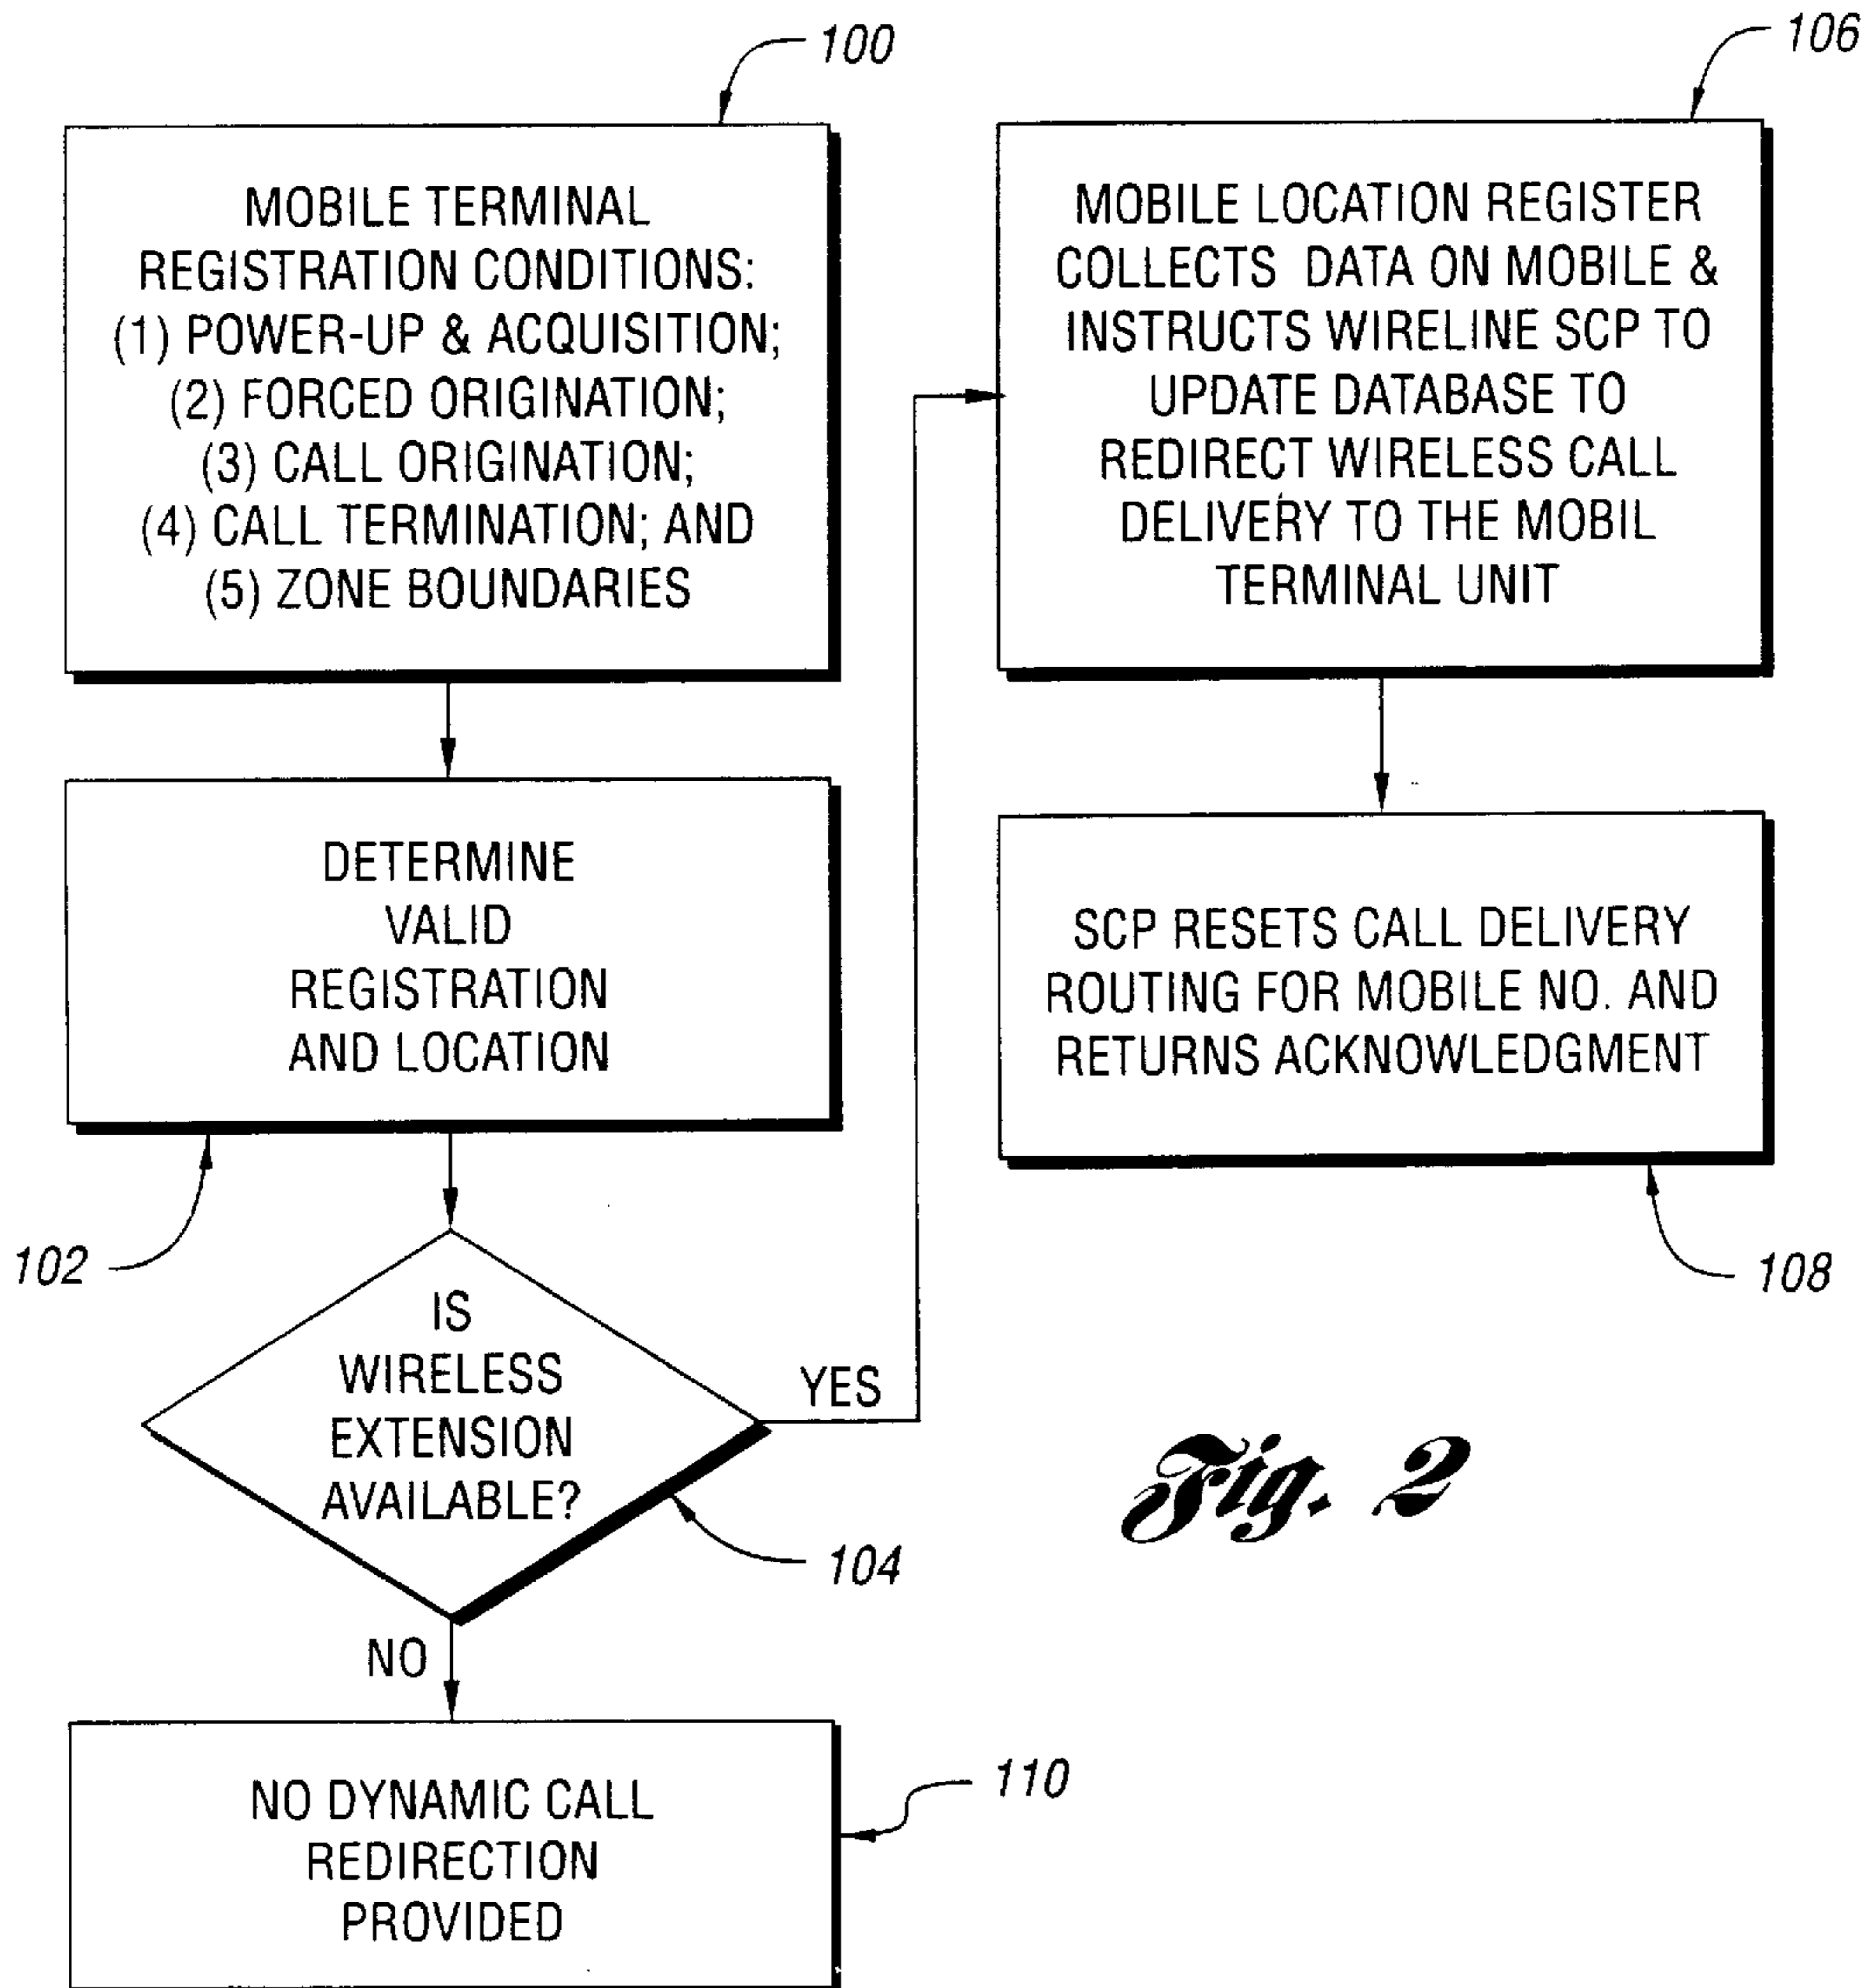 100
MOBILE TERMINAL
REGISTRATION CONDITIONS:
(1) POWER-UP & ACQUISITION;
(2) FORCED ORIGINATION;
(3) CALL ORIGINATION;
(4) CALL TERMINATION; AND
(5) ZONE BOUNDARIES
DETERMINE
VALID
REGISTRATION
AND LOCATION
102
IS
WIRELESS
EXTENSION
AVAILABLE?
YES
104
NO
NO DYNAMIC CALL
REDIRECTION
PROVIDED
110
106
MOBILE LOCATION REGISTER
COLLECTS DATA ON MOBILE &
INSTRUCTS WIRELINE SCP TO
UPDATE DATABASE TO
REDIRECT WIRELESS CALL
DELIVERY TO THE MOBIL
TERMINAL UNIT
SCP RESETS CALL DELIVERY
ROUTING FOR MOBILE NO. AND
RETURNS ACKNOWLEDGMENT
108
Fig. 2